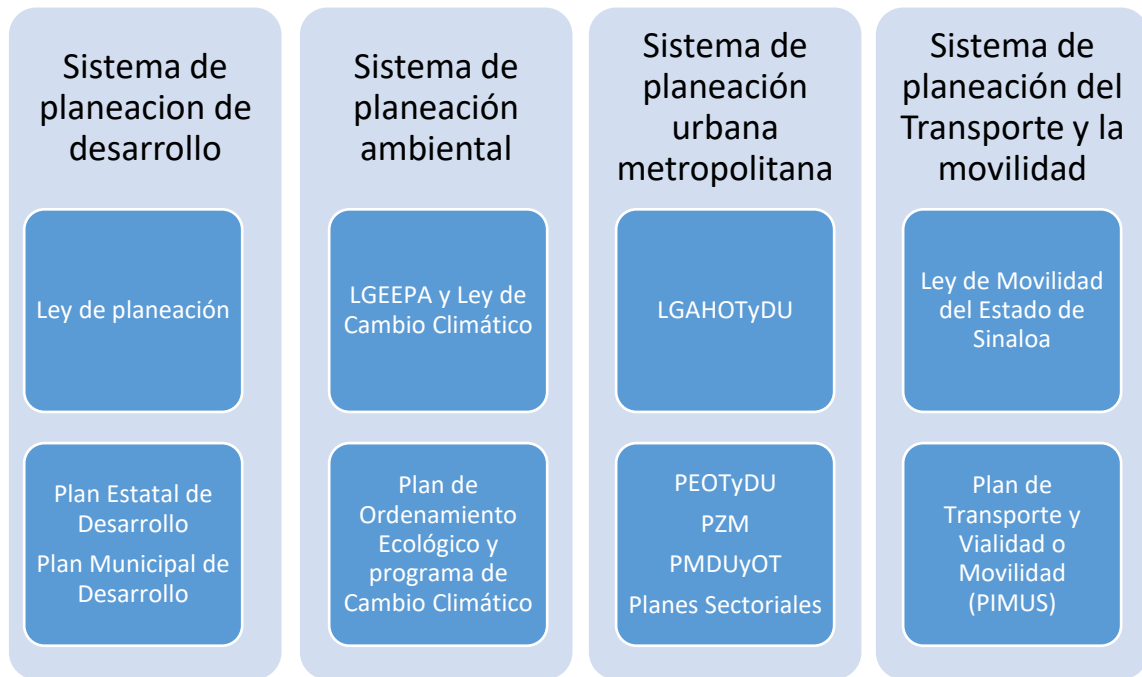 Sistema de
planeacion de
desarrollo
Ley de planeación
Plan Estatal de
Desarrollo
Plan Municipal de
Desarrollo
Sistema de
planeación
ambiental
LGEEPA y Ley de
Cambio Climático
Plan de
Ordenamiento
Ecológico y
programa de
Cambio Climático
Sistema de
planeación
urbana
metropolitana
LGAHOTyDU
PEOTyDU
PZM
PMDUyOT
Planes Sectoriales
Sistema de
planeación del
Transporte y la
movilidad
Ley de Movilidad
del Estado de
Sinaloa
Plan de
Transporte y
Vialidad o
Movilidad
(PIMUS)